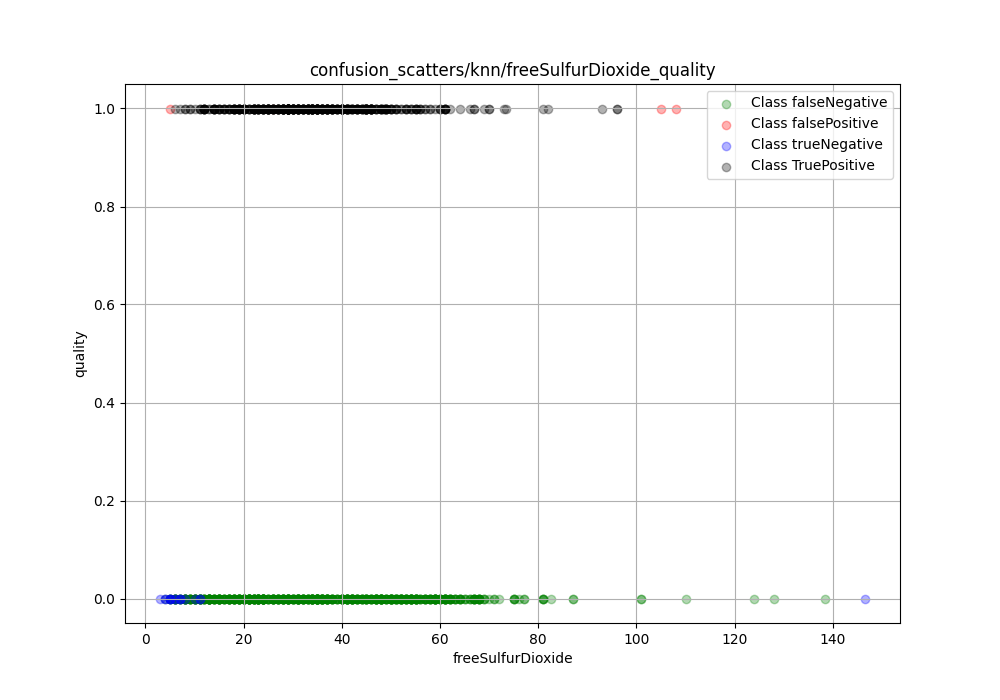 confusion_scatters/knn/freeSulfurDioxide_quality
Class falseNegative
Class falsePositive
Class trueNegative
Class TruePositive
1.0
0.8
0.6
0.4
0.2
0.0
quality
0 20 40 60 80 100 120 140
freeSulfurDioxide